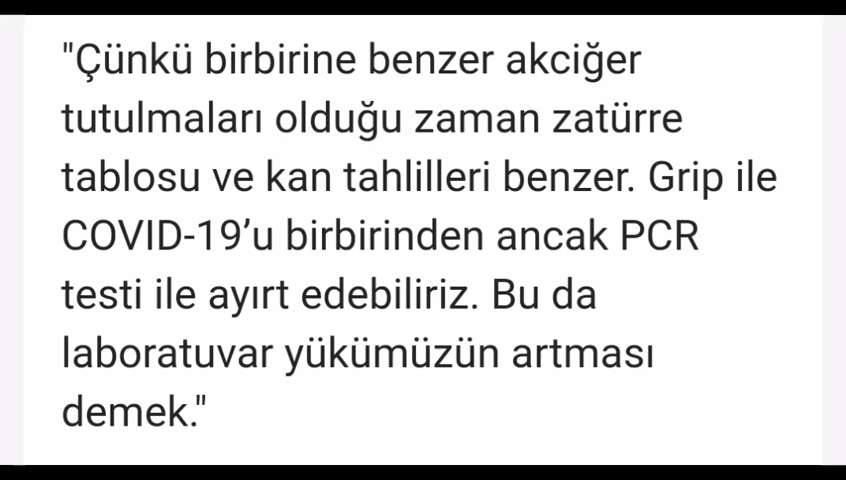 "Çünkü birbirine benzer akciğer
tutulmaları olduğu zaman zatürre
tablosu ve kan tahlilleri benzer. Grip ile
COVID-19’u birbirinden ancak PCR
testi ile ayırt edebiliriz. Bu da
laboratuvar yükümüzün artması
demek."